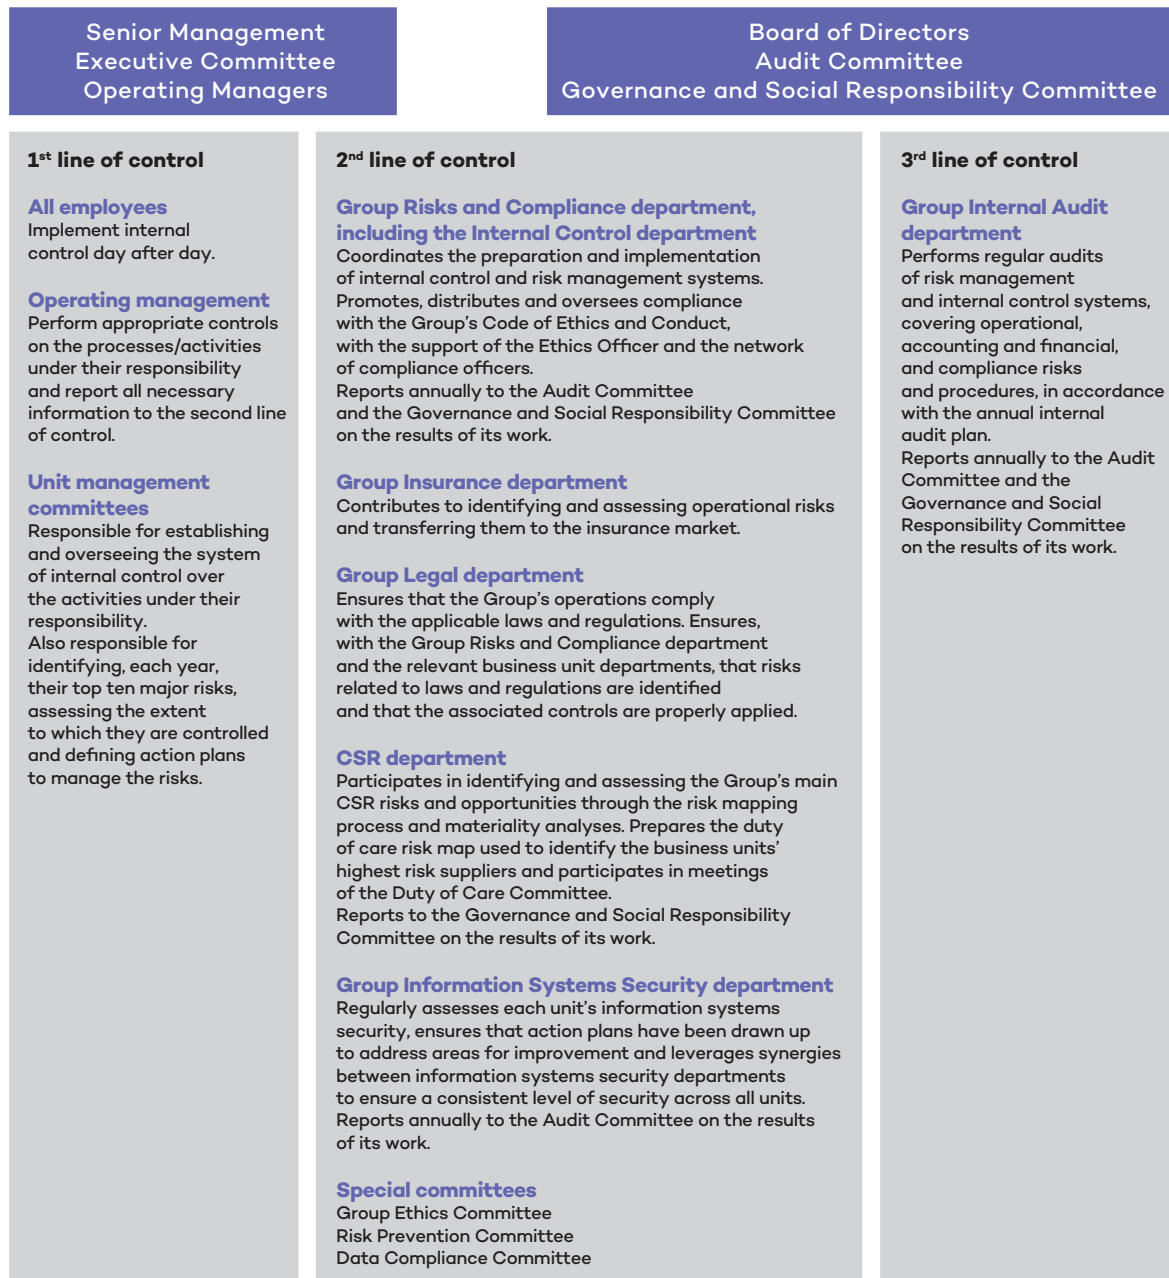 Senior Management
Executive Committee
Operating Managers
Board of Directors
Audit Committee
Governance and Social Responsibility Committee
1st line of control
All employees
Implement internal
control day after day.
Operating management
Perform appropriate controls
on the processes/activities
under their responsibility
and report all necessary
information to the second line
of control.
Unit management
committees
Responsible for establishing
and overseeing the system
of internal control over
the activities under their
responsibility.
Also responsible for
identifying, each year,
their top ten major risks,
assessing the extent
to which they are controlled
and defining action plans
to manage the risks.
2nd line of control
Group Risks and Compliance department,
including the Internal Control department
Coordinates the preparation and implementation
of internal control and risk management systems.
Promotes, distributes and oversees compliance
with the Group’s Code of Ethics and Conduct,
with the support of the Ethics Officer and the network
of compliance officers.
Reports annually to the Audit Committee
and the Governance and Social Responsibility Committee
on the results of its work.
Group Insurance department
Contributes to identifying and assessing operational risks
and transferring them to the insurance market.
Group Legal department
Ensures that the Group’s operations comply
with the applicable laws and regulations. Ensures,
with the Group Risks and Compliance department
and the relevant business unit departments, that risks
related to laws and regulations are identified
and that the associated controls are properly applied.
CSR department
Participates in identifying and assessing the Group’s main
CSR risks and opportunities through the risk mapping
process and materiality analyses. Prepares the duty
of care risk map used to identify the business units’
highest risk suppliers and participates in meetings
of the Duty of Care Committee.
Reports to the Governance and Social Responsibility
Committee on the results of its work.
Group Information Systems Security department
Regularly assesses each unit’s information systems
security, ensures that action plans have been drawn up
to address areas for improvement and leverages synergies
between information systems security departments
to ensure a consistent level of security across all units.
Reports annually to the Audit Committee on the results
of its work.
Special committees
Group Ethics Committee
Risk Prevention Committee
Data Compliance Committee
3rd line of control
Group Internal Audit
department
Performs regular audits
of risk management
and internal control systems,
covering operational,
accounting and financial,
and compliance risks
and procedures, in accordance
with the annual internal
audit plan.
Reports annually to the Audit
Committee and the
Governance and Social
Responsibility Committee
on the results of its work.